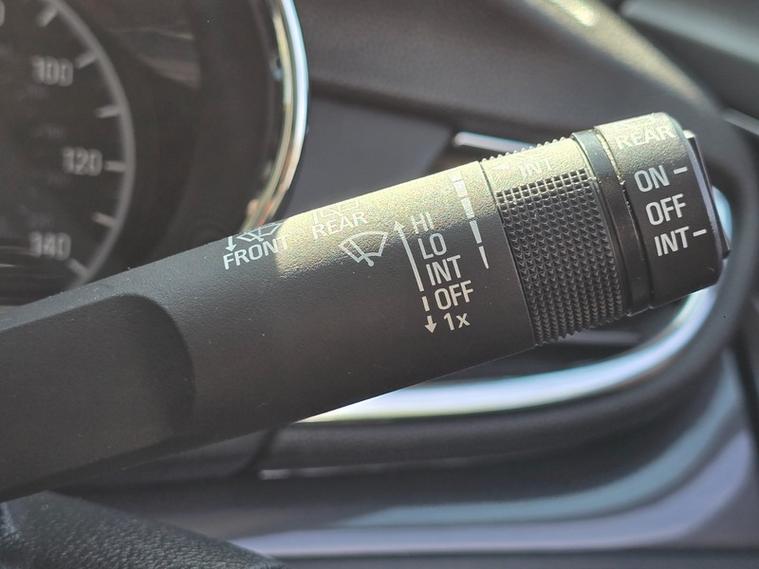 100
120
140
FRONT
REAR
HI
LO
INT
OFF
1x
INT
REAR
ON
OFF
INT